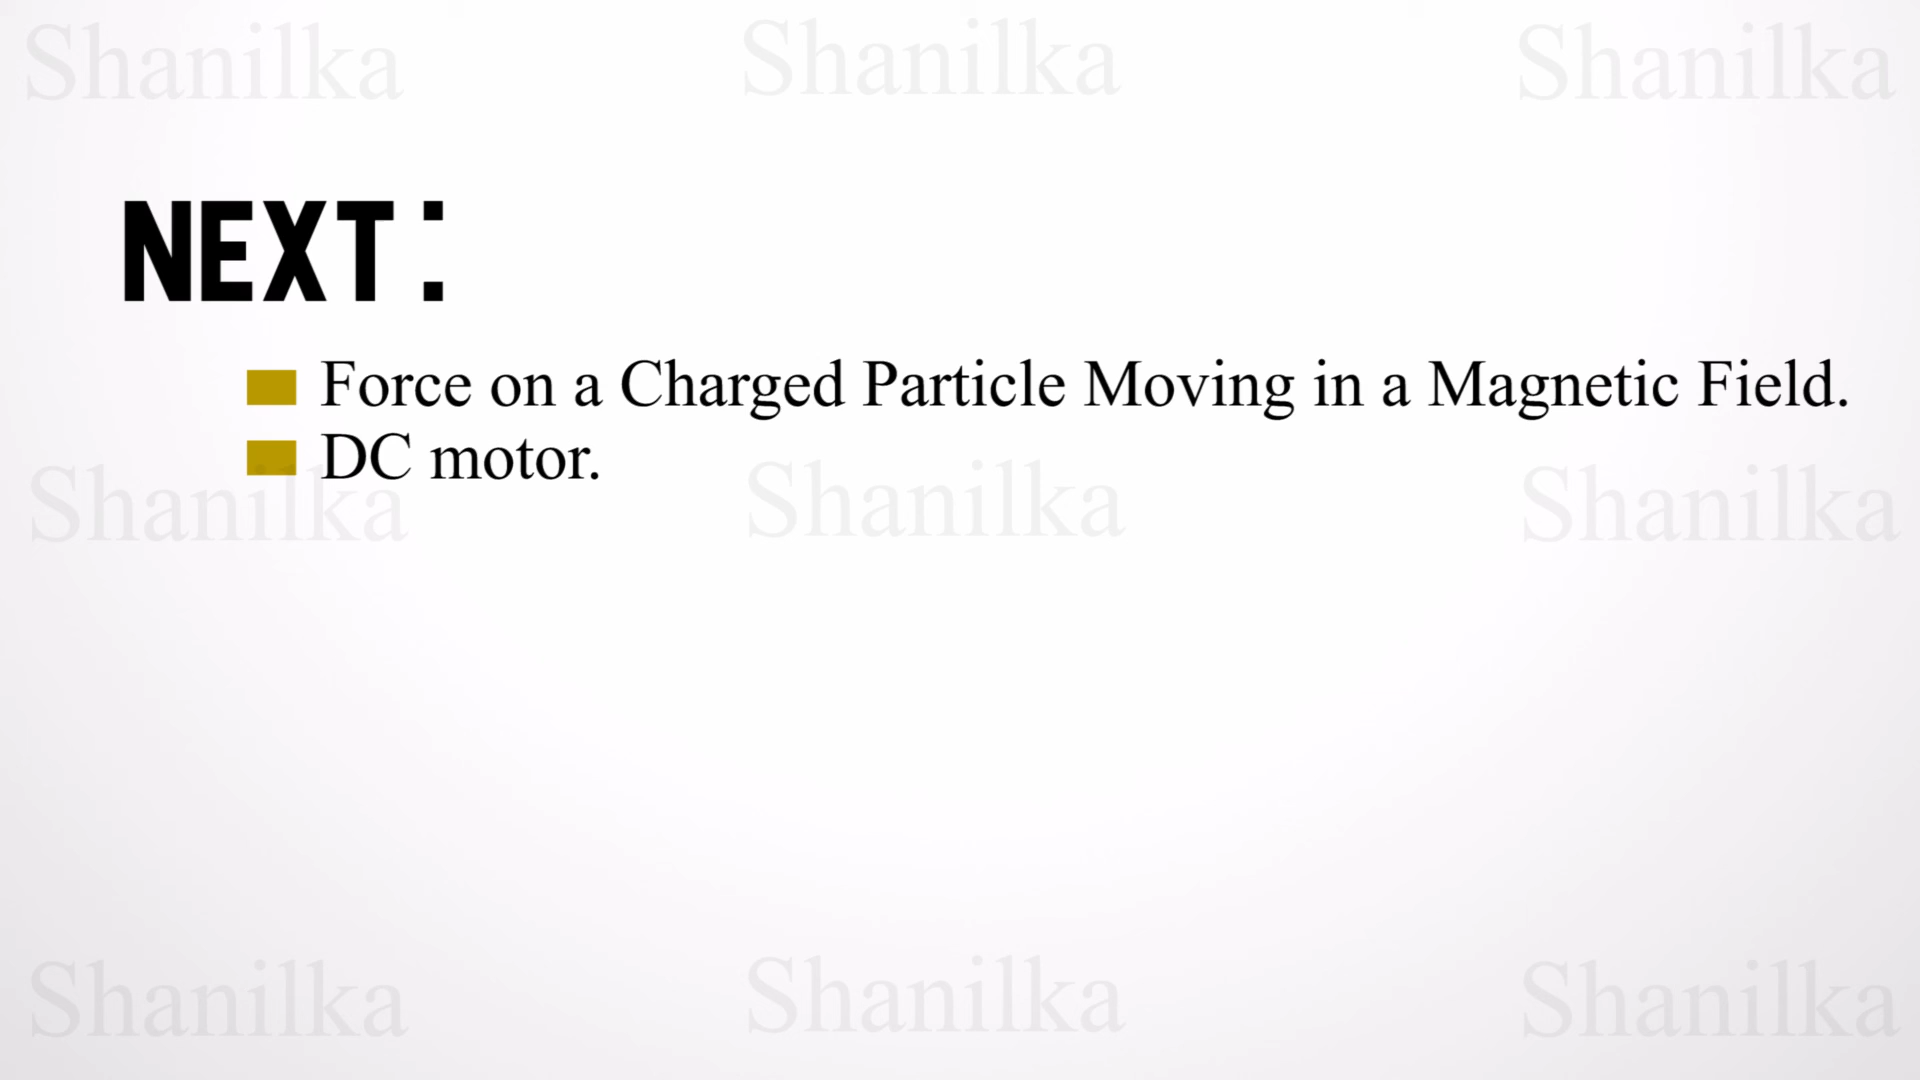 Shanilka Shanilka Shanilka
NEXT:
Force on a Charged Particle Moving in a Magnetic Field.
DC motor.
Shanilka Shanilka Shanilka
Shanilka Shanilka Shanilka